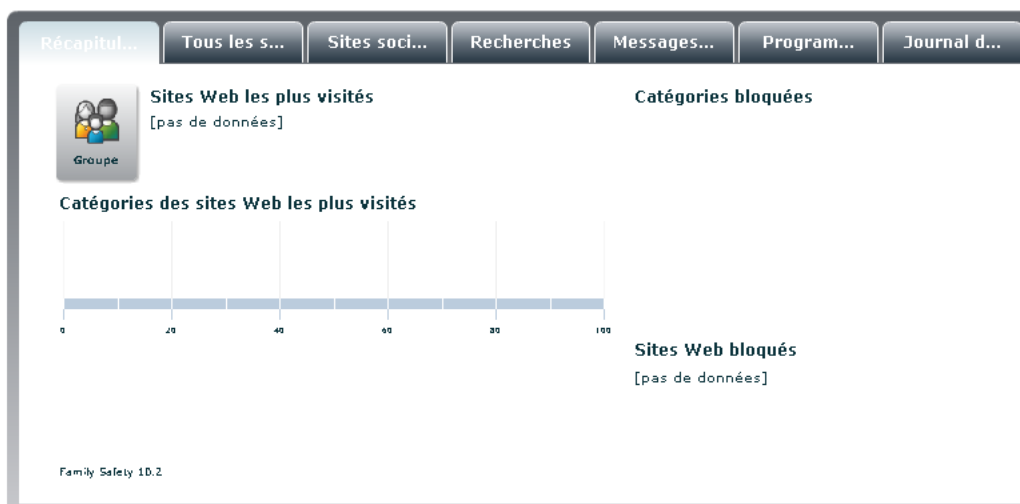 Récapitul...
Tous les s...
Sites soci...
Recherches
Messages...
Program...
Journal d...
Sites Web les plus visités
[pas de données]
Groupe
Catégories bloquées
Catégories des sites Web les plus visités
0 20 40 60 80 100
Sites Web bloqués
[pas de données]
Family Safety 10.2